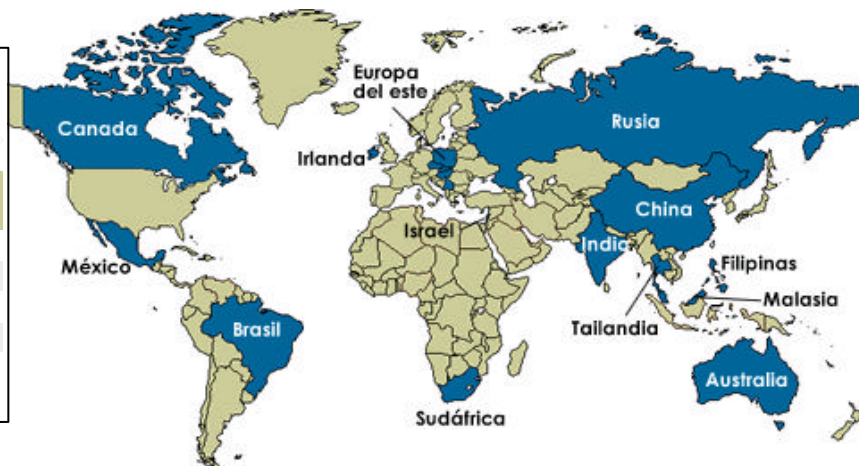 Europa
del este
Canada
Rusia
Irlanda
China
Israel
India
México
Filipinas
Malasia
Brasil
Tailandia
Australia
Sudáfrica